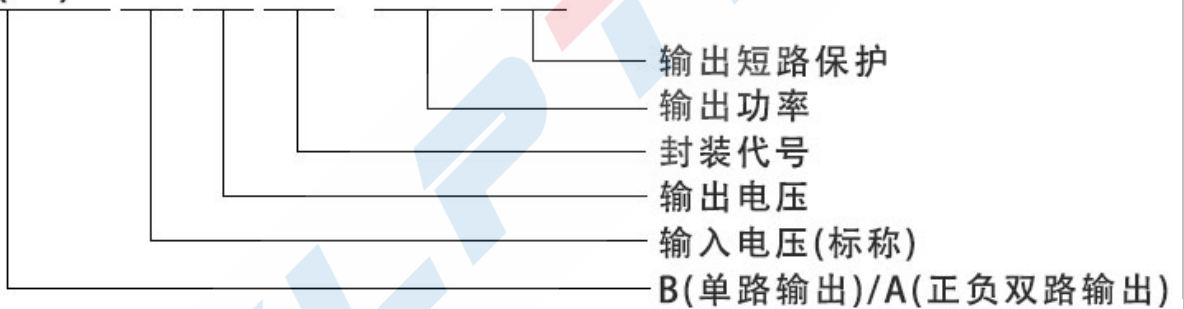 输出短路保护
输出功率
封装代号
输出电压
输入电压(标称)
B(单路输出)/A(正负双路输出)